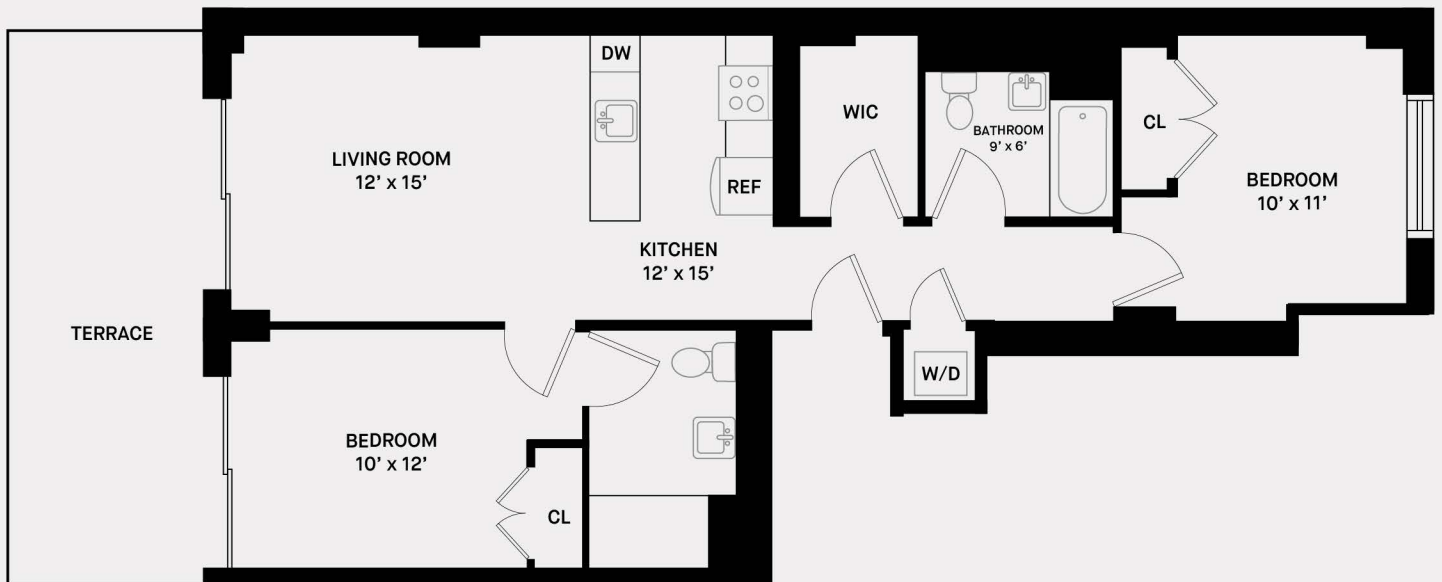 DW
WIC
CL
BATHROOM
9’ x 6’
LIVING ROOM
12’ x 15’
REF
BEDROOM
10’ x 11’
KITCHEN
12’ x 15’
TERRACE
W/D
BEDROOM
10’ x 12’
CL